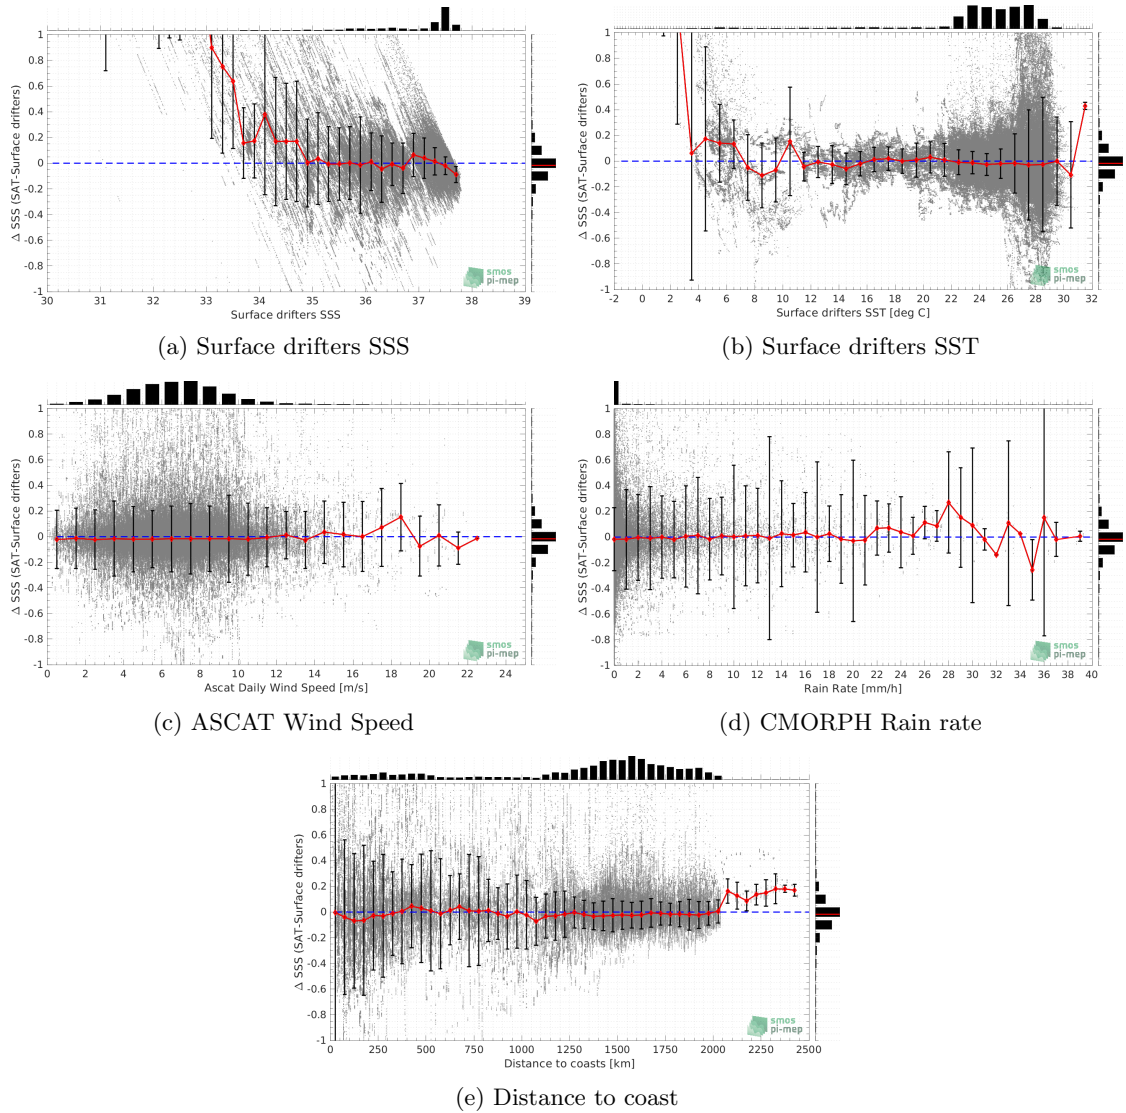 Δ SSS (SAT-Surface drifters)
1
0.8
0.6
0.4
0.2
0
-0.2
-0.4
-0.6
-0.8
-1
30 31 32 33 34 35 36 37 38 39
Surface drifters SSS
smos
pi-mep
(a) Surface drifters SSS
Δ SSS (SAT-Surface drifters)
1
0.8
0.6
0.4
0.2
0
-0.2
-0.4
-0.6
-0.8
-1
-2 0 2 4 6 8 10 12 14 16 18 20 22 24 26 28 30 32
Surface drifters SST [deg C]
smos
pi-mep
(b) Surface drifters SST
Δ SSS (SAT-Surface drifters)
1
0.8
0.6
0.4
0.2
0
-0.2
-0.4
-0.6
-0.8
-1
0 2 4 6 8 10 12 14 16 18 20 22 24
Ascat Daily Wind Speed [m/s]
smos
pi-mep
(c) ASCAT Wind Speed
Δ SSS (SAT-Surface drifters)
1
0.8
0.6
0.4
0.2
0
-0.2
-0.4
-0.6
-0.8
-1
0 2 4 6 8 10 12 14 16 18 20 22 24 26 28 30 32 34 36 38 40
Rain Rate [mm/h]
smos
pi-mep
(d) CMORPH Rain rate
Δ SSS (SAT-Surface drifters)
1
0.8
0.6
0.4
0.2
0
-0.2
-0.4
-0.6
-0.8
-1
0 250 500 750 1000 1250 1500 1750 2000 2250 2500
Distance to coasts [km]
smos
pi-mep
(e) Distance to coast